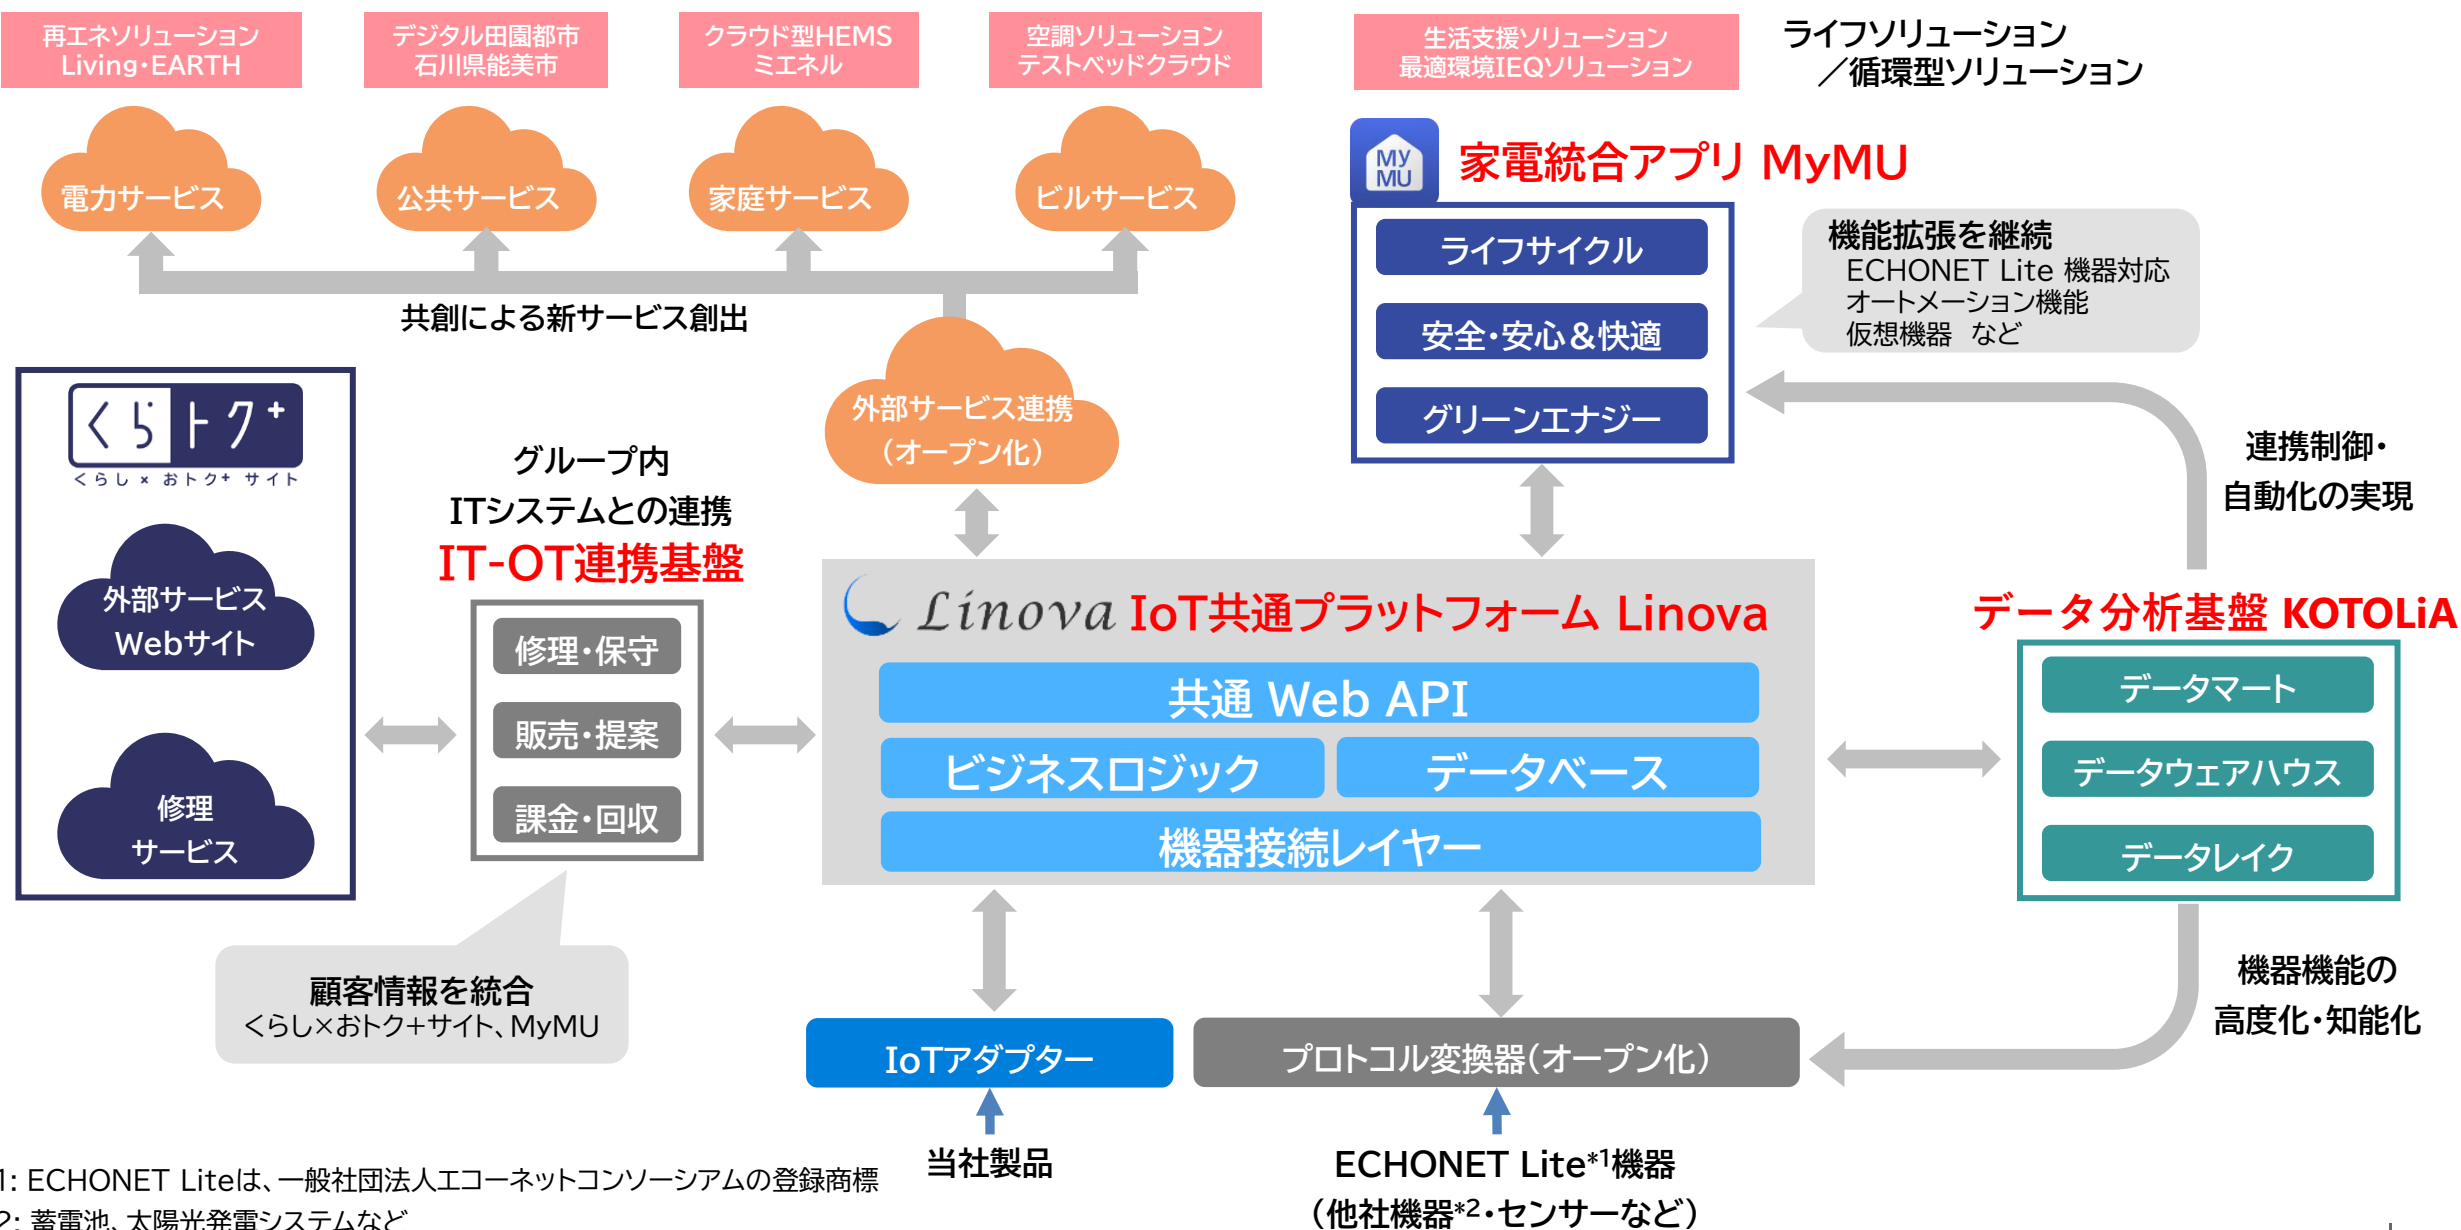 再エネソリューション
Living・EARTH
デジタル田園都市
石川県能美市
クラウド型HEMS
ミエネル
空調ソリューション
テストベッドクラウド
生活支援ソリューション
最適環境IEQソリューション
ライフソリューション
／循環型ソリューション
電力サービス
公共サービス
家庭サービス
ビルサービス
My
MU
家電統合アプリ MyMU
ライフサイクル
安全・安心＆快適
グリーンエナジー
機能拡張を継続
ECHONET Lite 機器対応
オートメーション機能
仮想機器 など
共創による新サービス創出
外部サービス連携
（オープン化）
くらトク+
くらし × おトク+ サイト
外部サービス
Webサイト
修理
サービス
グループ内
ITシステムとの連携
IT-OT連携基盤
修理・保守
販売・提案
課金・回収
顧客情報を統合
くらし×おトク+サイト、MyMU
Linova IoT共通プラットフォーム Linova
共通 Web API
ビジネスロジック
データベース
機器接続レイヤー
連携制御・
自動化の実現
データ分析基盤 KOTOLiA
データマート
データウェアハウス
データレイク
機器機能の
高度化・知能化
IoTアダプター
プロトコル変換器（オープン化）
当社製品
ECHONET Lite*1機器
（他社機器*2・センサーなど）
1: ECHONET Liteは、一般社団法人エコーネットコンソーシアムの登録商標
2: 蓄電池、太陽光発電システムなど